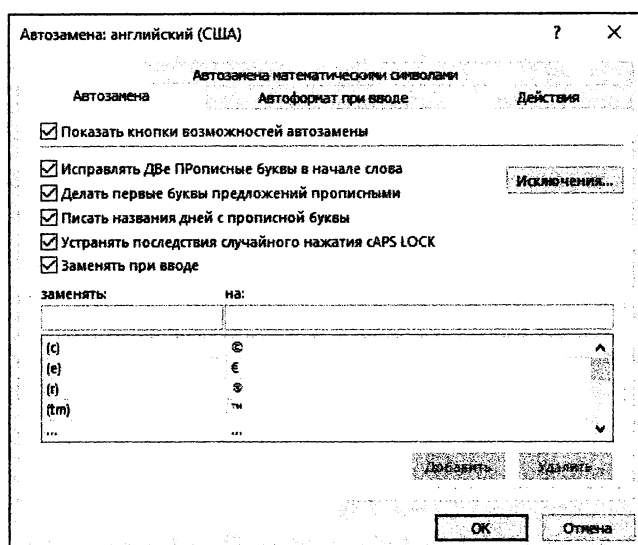 Автозамена: английский (США) ? ×
Автозамена математическими символами
Автозамена Автоформат при вводе Действия
Показать кнопки возможностей автозамены
Исправлять ДВе ПРописные буквы в начале слова
Исключения...
Делать первые буквы предложений прописными
Писать названия дней с прописной буквы
Устранять последствия случайного нажатия cAPS LOCK
Заменять при вводе
заменять: на:
(c) ©
(e) €
(r) ®
(tm) ™
... ...
Добавить Удалить
ОК Отмена